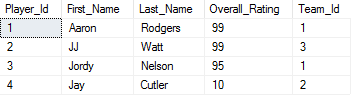 Player_Id First_Name Last_Name Overall_Rating Team_Id
1 Aaron Rodgers 99 1
2 JJ Watt 99 3
3 Jordy Nelson 95 1
4 Jay Cutler 10 2